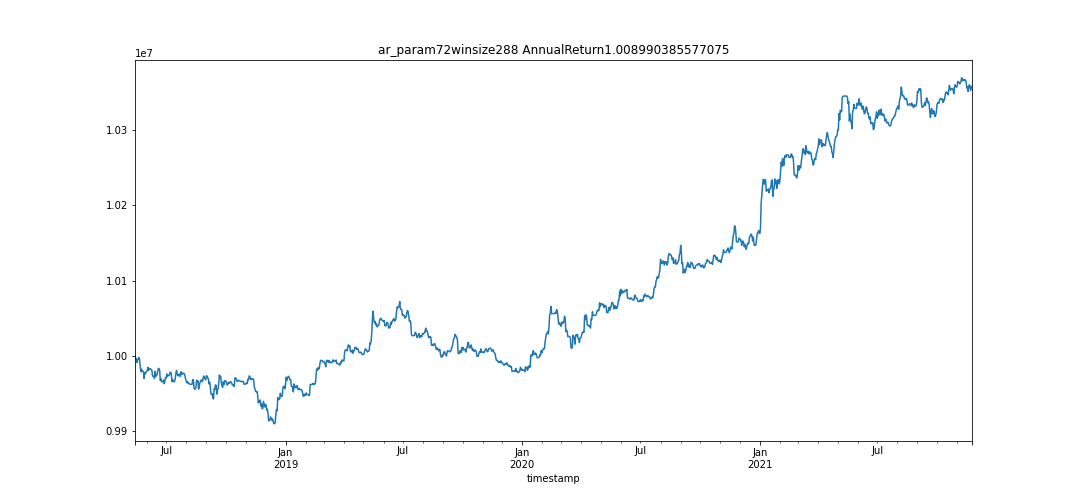 ar_param72winsize288 AnnualReturn1.008990385577075
1e7
1.03
1.02
1.01
1.00
0.99
Jul Jan Jul Jan Jul Jan Jul
2019 2020 2021
timestamp